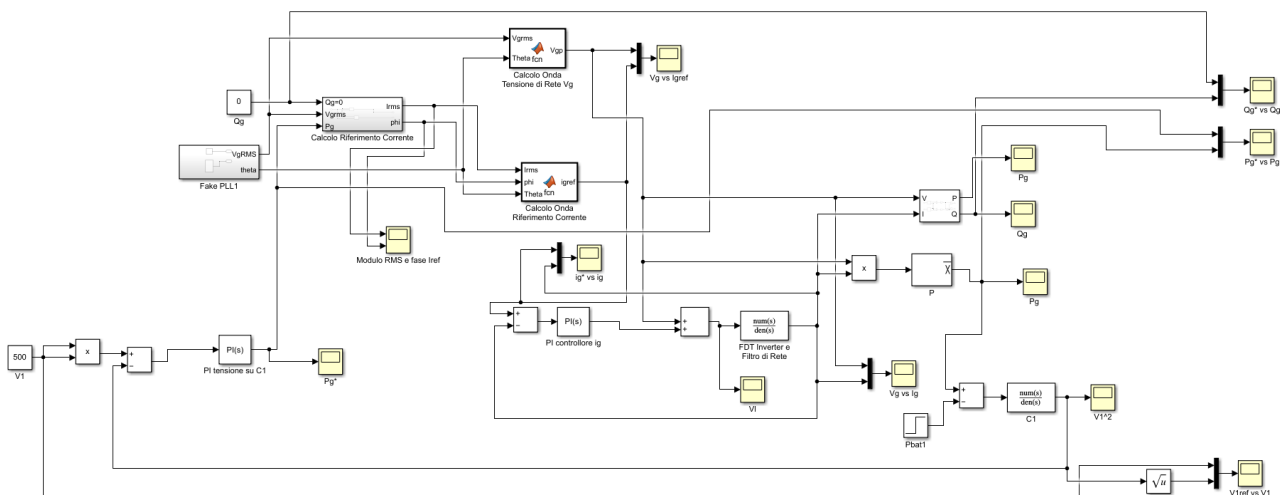 Vgrms
Theta
fcn
Vgp
Calcolo Onda
Tensione di Rete Vg
Vg vs Igref
0
Qg
Qg=0
Vgrms
Pg
Irms
phi
Calcolo Riferimento Corrente
Qg* vs Qg
Pg* vs Pg
VgRMS
theta
Fake PLL1
Irms
phi
Theta
fcn
igref
Calcolo Onda
Riferimento Corrente
Pg
V
I
P
Q
Qg
Modulo RMS e fase Iref
ig* vs ig
x
P
Pg
+
−
PI(s)
PI controllore ig
+
+
num(s)
den(s)
FDT Inverter e
Filtro di Rete
500
V1
x
+
−
PI(s)
PI tensione su C1
Pg*
VI
Vg vs Ig
+
−
num(s)
den(s)
C1
V1^2
Pbat1
√u
V1ref vs V1